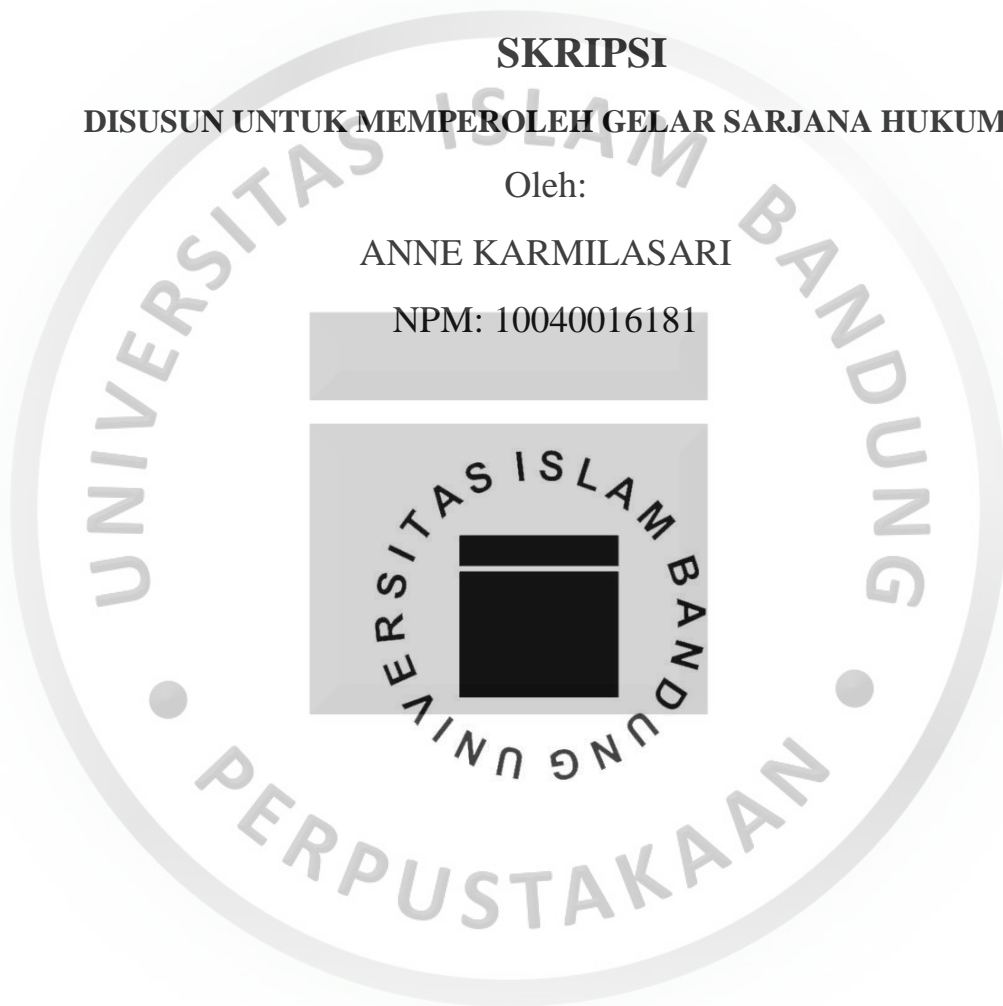 SKRIPSI
DISUSUN UNTUK MEMPEROLEH GELAR SARJANA HUKUM
Oleh:
ANNE KARMILASARI
NPM: 10040016181
UNIVERSITAS ISLAM BANDUNG
PERPUSTAKAAN
UNIVERSITAS ISLAM BANDUNG